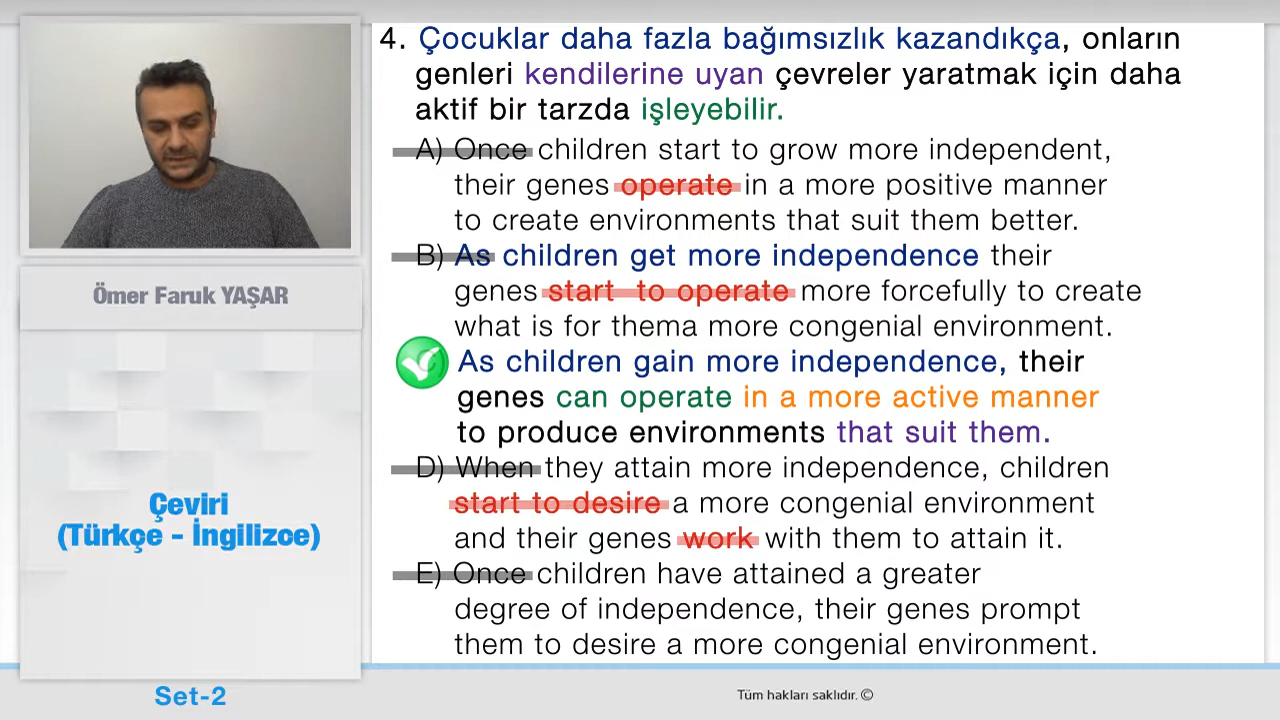 4. Çocuklar daha fazla bağımsızlık kazandıkça, onların
genleri kendilerine uyan çevreler yaratmak için daha
aktif bir tarzda işleyebilir.
A) Once children start to grow more independent,
their genes operate in a more positive manner
to create environments that suit them better.
B) As children get more independence their
genes start to operate more forcefully to create
what is for thema more congenial environment.
As children gain more independence, their
genes can operate in a more active manner
to produce environments that suit them.
D) When they attain more independence, children
start to desire a more congenial environment
and their genes work with them to attain it.
E) Once children have attained a greater
degree of independence, their genes prompt
them to desire a more congenial environment.
Ömer Faruk YAŞAR
Çeviri
(Türkçe - İngilizce)
Set-2
Tüm hakları saklıdır. ©